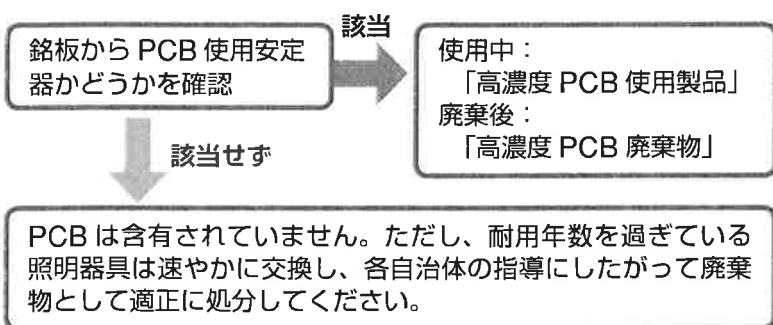 銘板から PCB 使用安定
器かどうかを確認
該当
使用中：
「高濃度 PCB 使用製品」
廃棄後：
「高濃度 PCB 廃棄物」
該当せず
PCB は含有されていません。ただし、耐用年数を過ぎている
照明器具は速やかに交換し、各自治体の指導にしたがって廃棄
物として適正に処分してください。